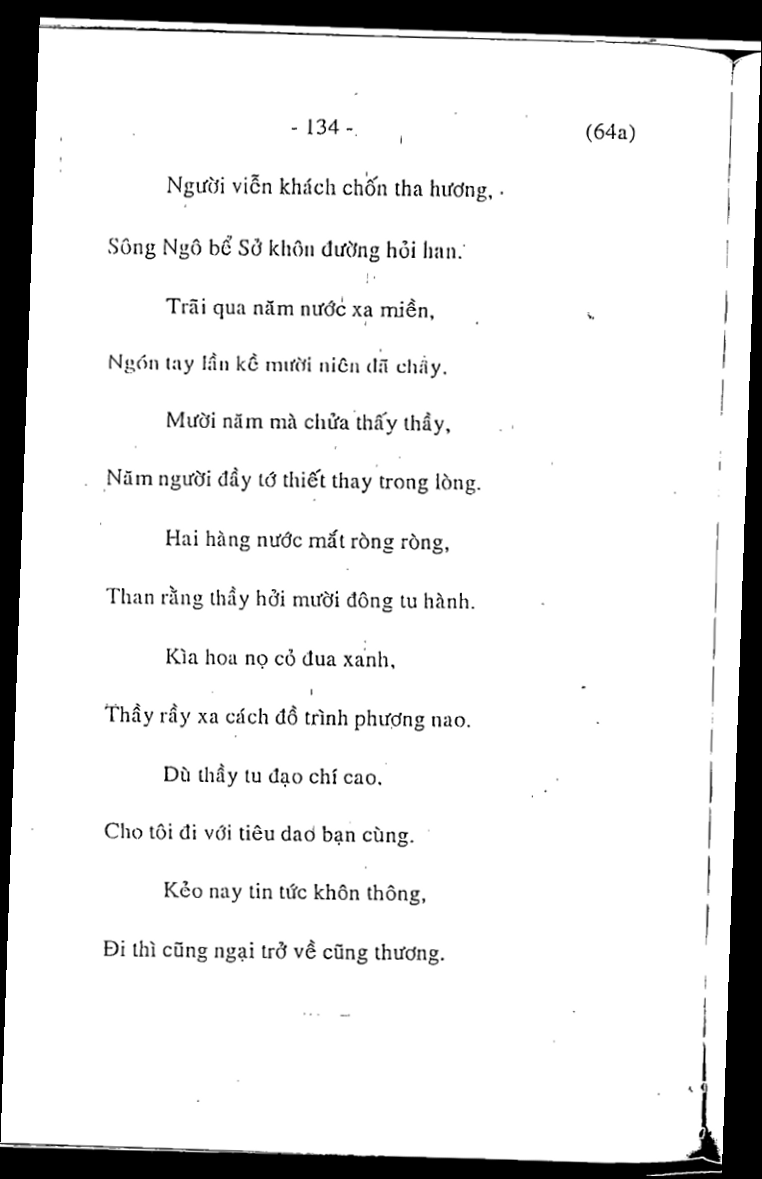 - 134 -
(64a)
Người viễn khách chốn tha hương,
Sông Ngô bể Sở khôn đường hỏi han.
Trãi qua năm nước xa miền,
Ngón tay lần kể mười niên đã chầy.
Mười năm mà chửa thấy thầy,
Năm người đầy tớ thiết thay trong lòng.
Hai hàng nước mắt ròng ròng,
Than rằng thầy hởi mười đông tu hành.
Kìa hoa nọ cỏ đua xanh,
Thầy rầy xa cách đồ trình phương nao.
Dù thầy tu đạo chí cao,
Cho tôi đi với tiêu dao bạn cùng.
Kẻo nay tin tức khôn thông,
Đi thì cũng ngại trở về cũng thương.